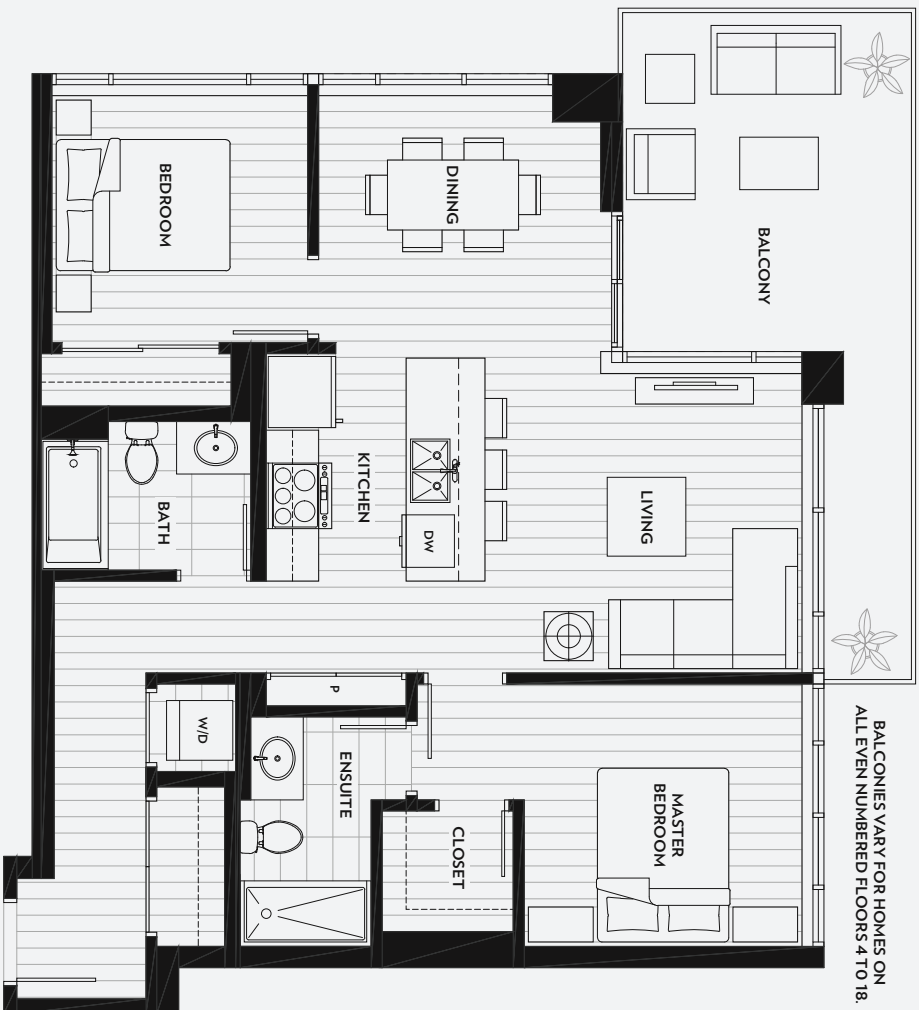 BALCONY
DINING
BEDROOM
LIVING
KITCHEN
DW
BATH
BALCONIES VARY FOR HOMES ON
ALL EVEN NUMBERED FLOORS 4 TO 18.
MASTER
BEDROOM
CLOSET
ENSUITE
P
W/D